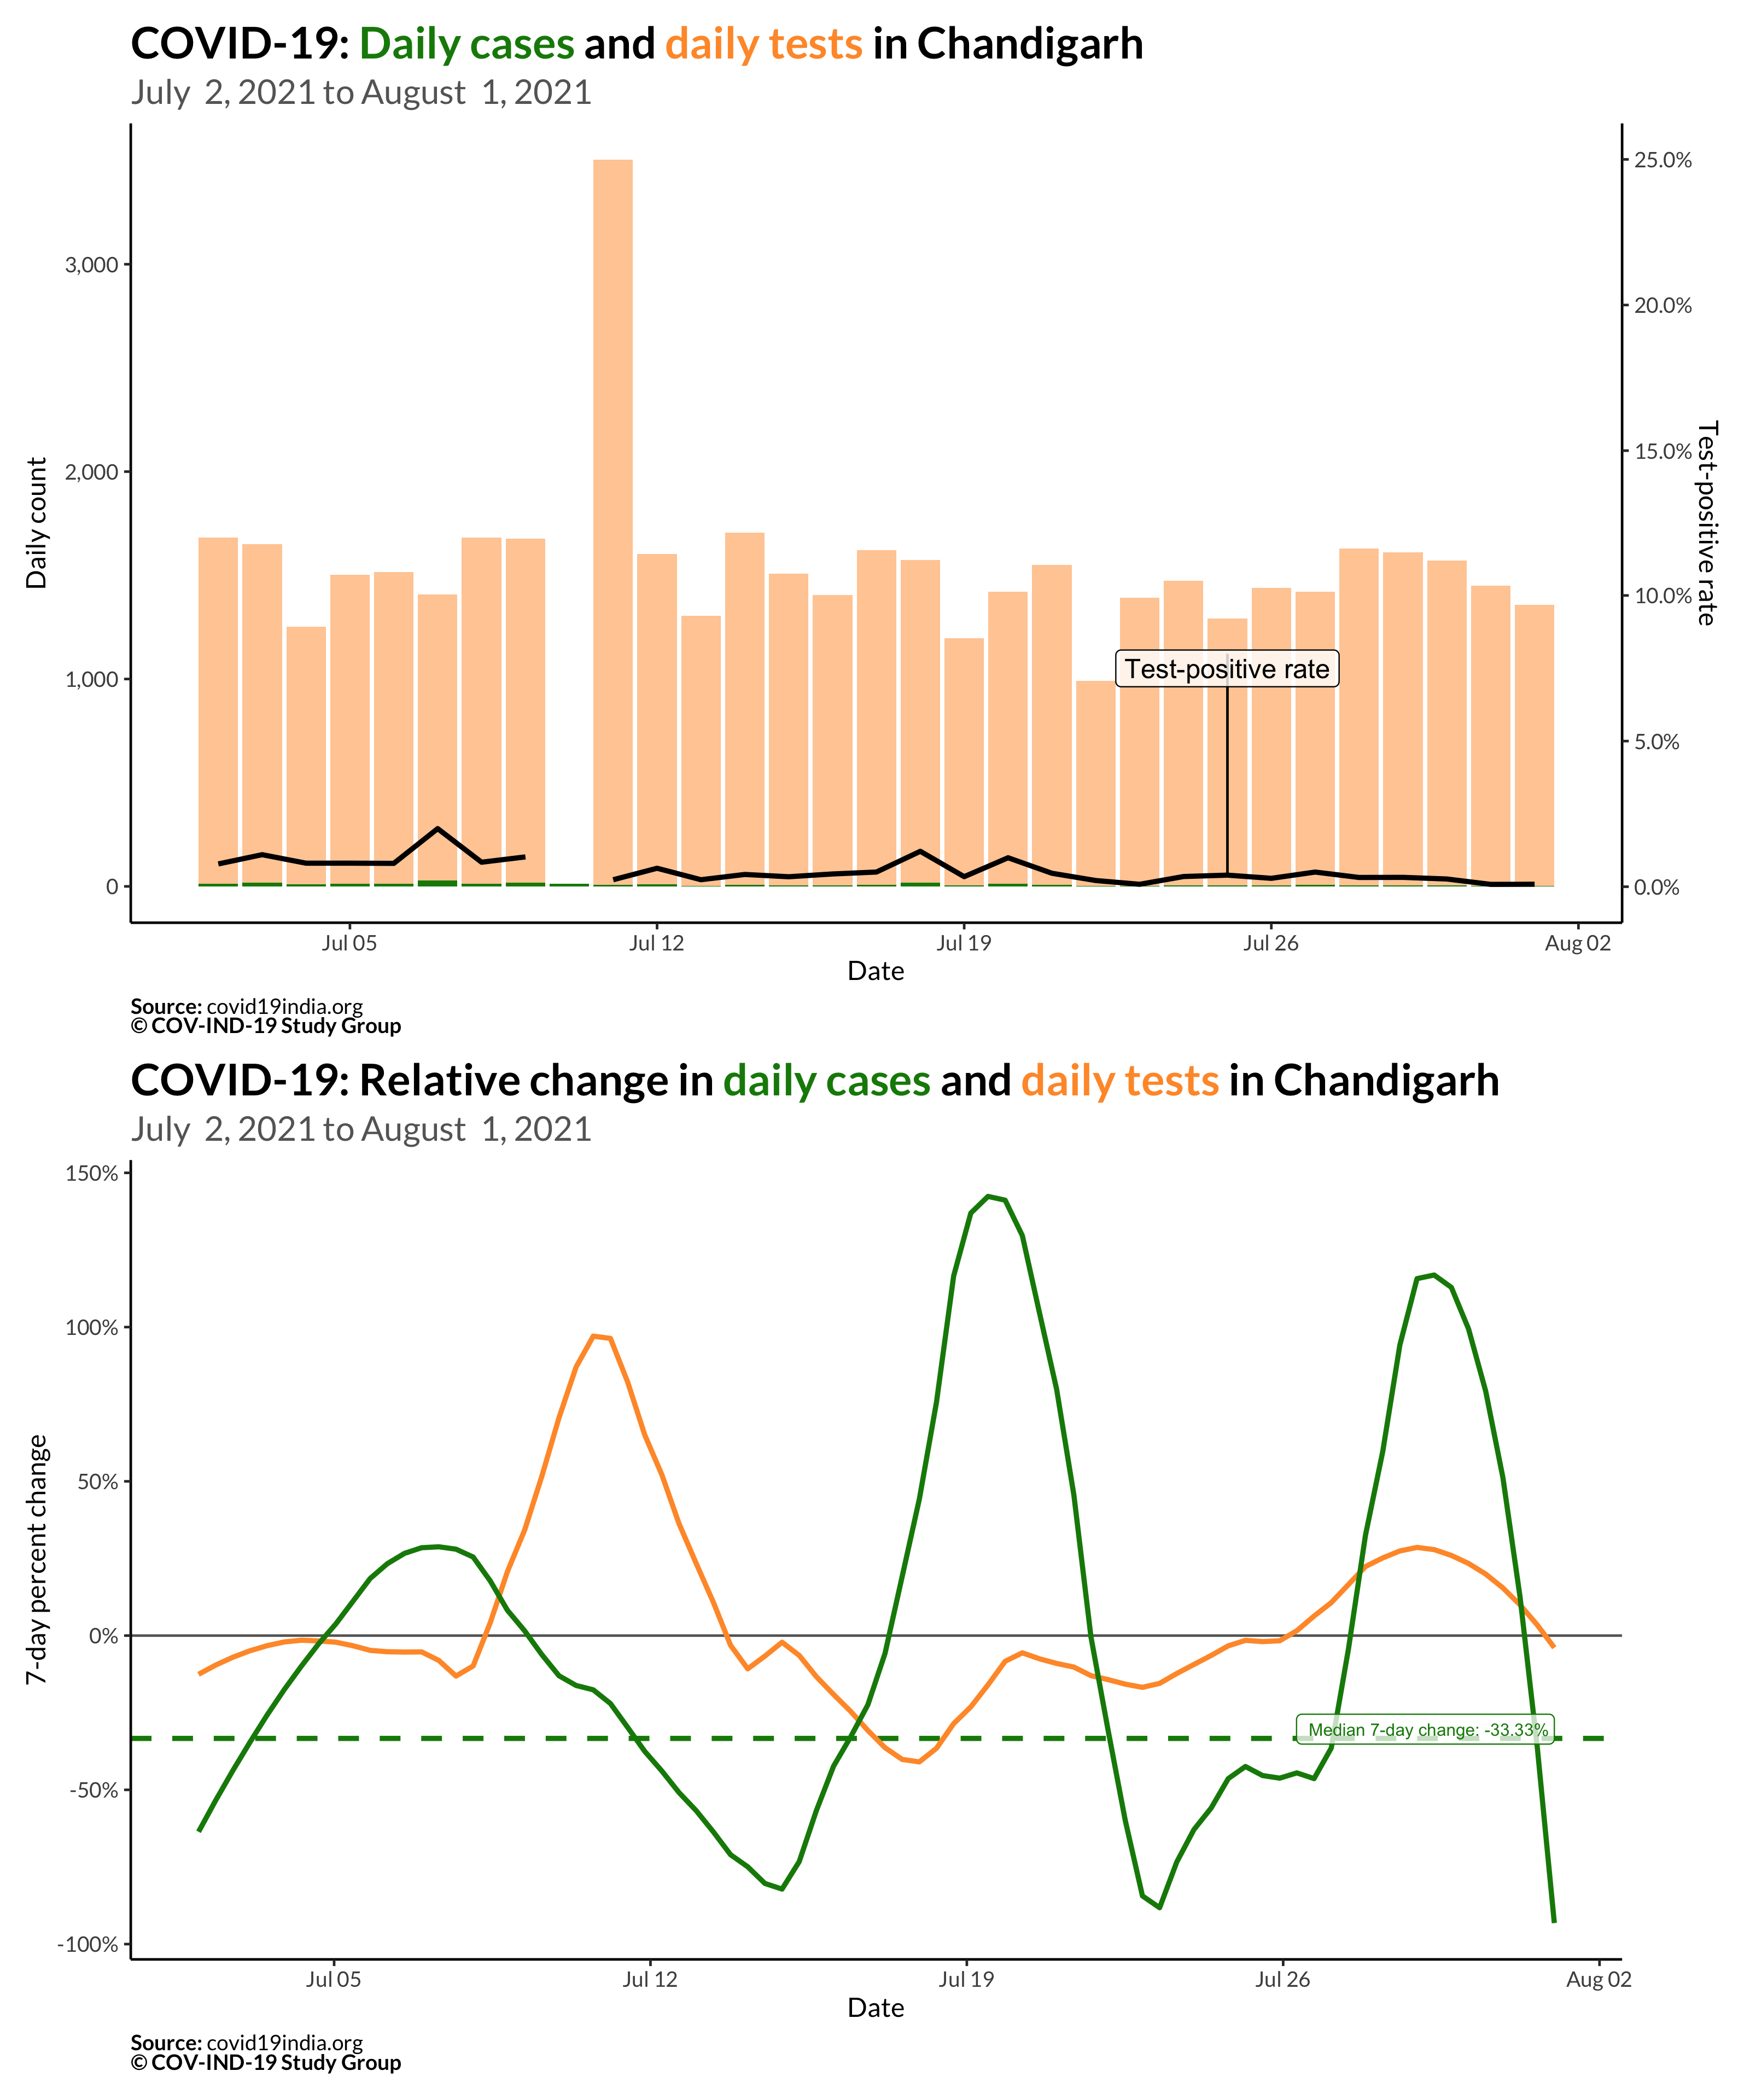 COVID-19: Daily cases and daily tests in Chandigarh
July 2, 2021 to August 1, 2021
25.0%
20.0%
15.0%
10.0%
5.0%
0.0%
3,000
2,000
1,000
0
Daily count
Test-positive rate
Test-positive rate
Jul 05
Jul 12
Jul 19
Jul 26
Aug 02
Date
Source: covid19india.org
© COV-IND-19 Study Group
COVID-19: Relative change in daily cases and daily tests in Chandigarh
July 2, 2021 to August 1, 2021
150%
100%
50%
0%
-50%
-100%
7-day percent change
Median 7-day change: -33.33%
Jul 05
Jul 12
Jul 19
Jul 26
Aug 02
Date
Source: covid19india.org
© COV-IND-19 Study Group